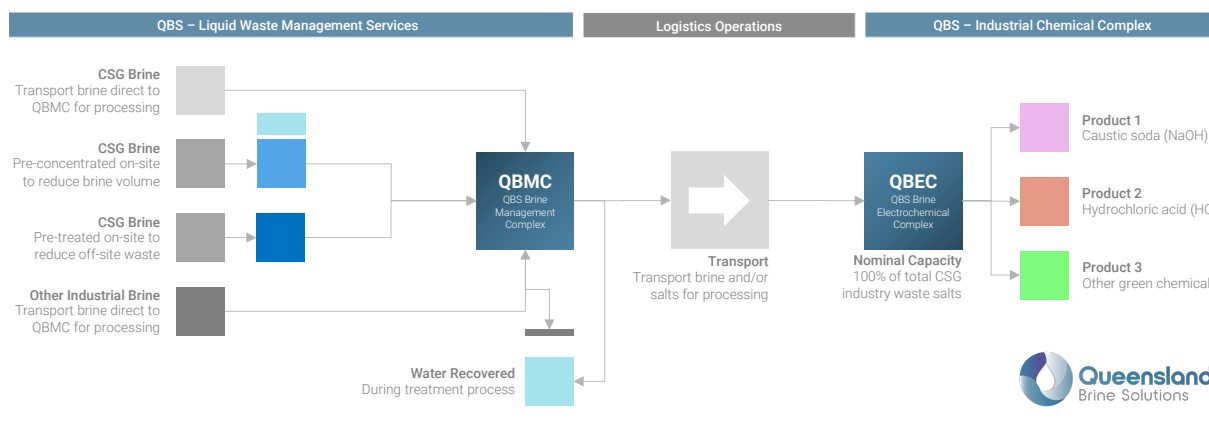 QBS – Liquid Waste Management Services
Logistics Operations
QBS – Industrial Chemical Complex
CSG Brine
Transport brine direct to
QBMC for processing
CSG Brine
Pre-concentrated on-site
to reduce brine volume
CSG Brine
Pre-treated on-site to
reduce off-site waste
Other Industrial Brine
Transport brine direct to
QBMC for processing
QBMC
QBS Brine
Management
Complex
Water Recovered
During treatment process
Transport
Transport brine and/or
salts for processing
QBEC
QBS Brine
Electrochemical
Complex
Nominal Capacity
100% of total CSG
industry waste salts
Product 1
Caustic soda (NaOH)
Product 2
Hydrochloric acid (HC
Product 3
Other green chemical
Queensland
Brine Solutions